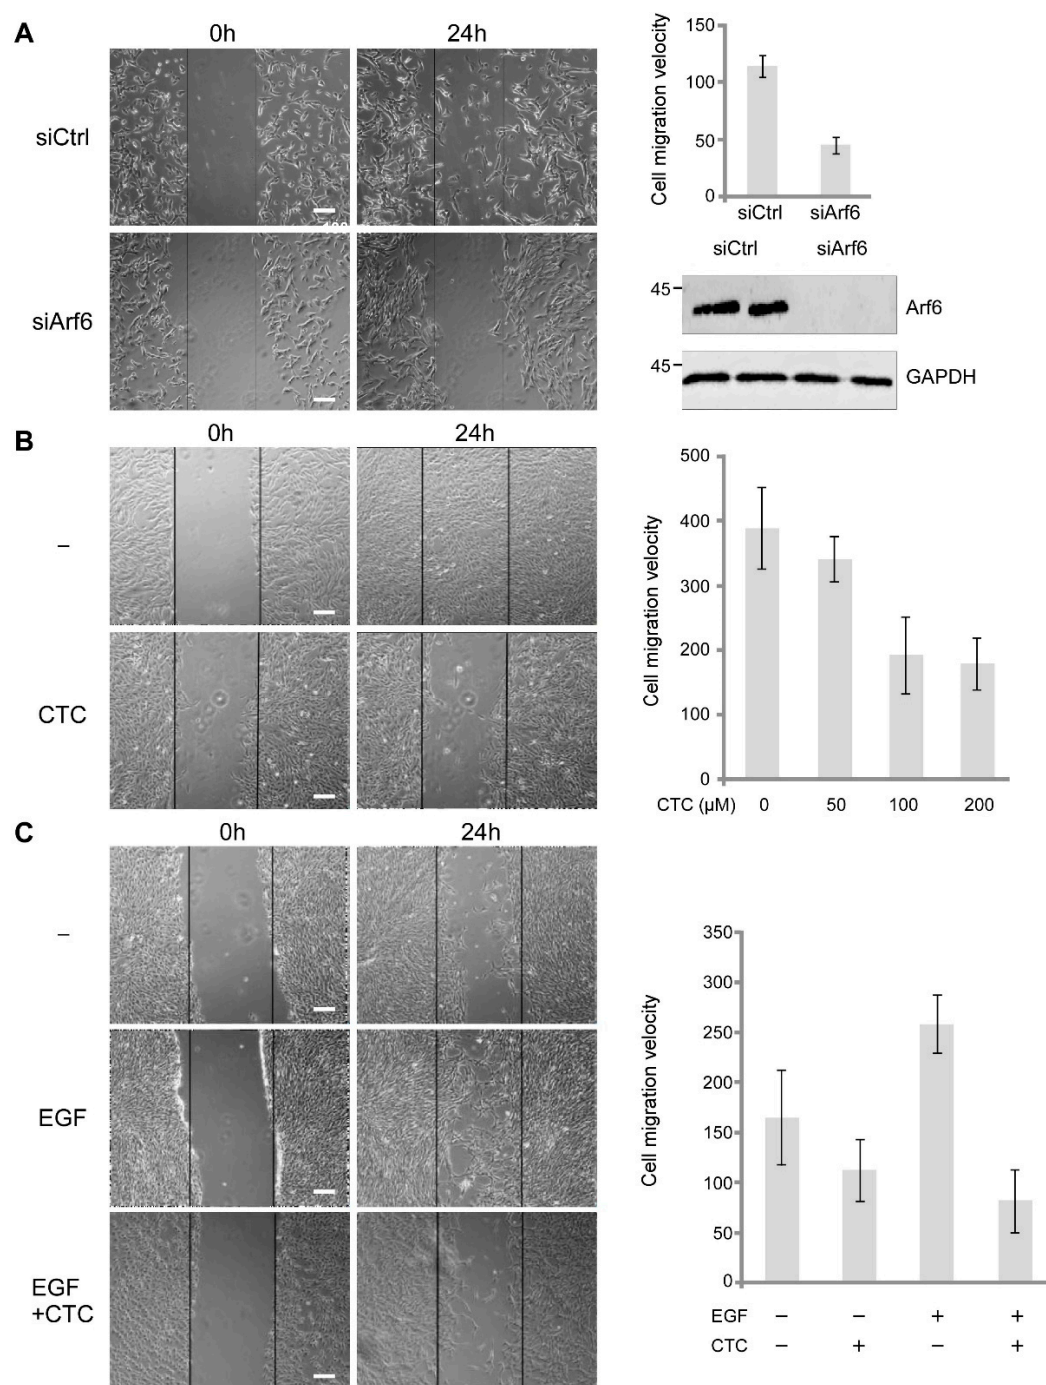 A
0h 24h
siCtrl
siArf6
Cell migration velocity
150
100
50
0
siCtrl siArf6
siCtrl siArf6
45 Arf6
45 GAPDH
B
0h 24h
–
CTC
Cell migration velocity
500
400
300
200
100
0
CTC (µM) 0 50 100 200
C
0h 24h
–
EGF
EGF
+CTC
Cell migration velocity
350
300
250
200
150
100
50
0
EGF – – + +
CTC – + – +